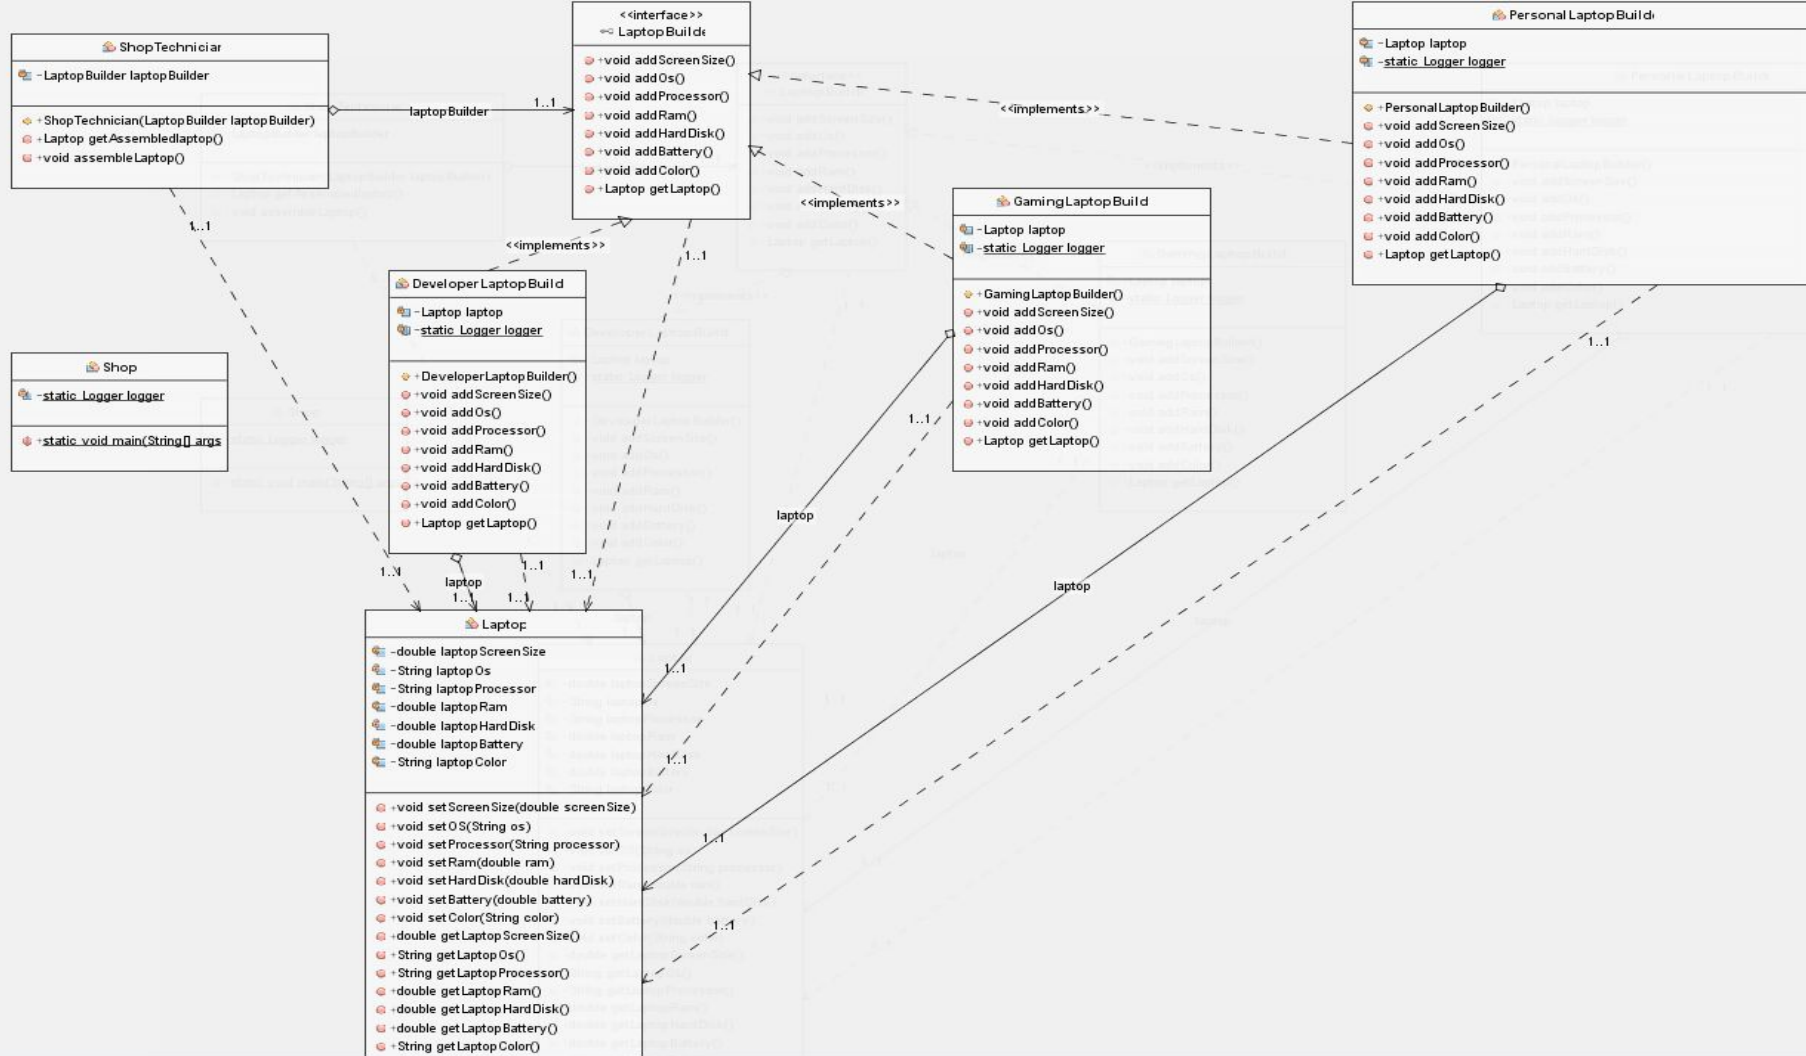 ShopTechnician
-LaptopBuilder laptopBuilder
+ShopTechnician(LaptopBuilder laptopBuilder)
+Laptop getAssembledlaptop()
+void assembleLaptop()
laptopBuilder
1..1
<<interface>>
LaptopBuilde
+void addScreenSize()
+void addOs()
+void addProcessor()
+void addRam()
+void addHardDisk()
+void addBattery()
+void addColor()
+Laptop getLaptop()
<<implements>>
<<implements>>
<<implements>>
1..1
1..1
PersonalLaptopBuilde
-Laptop laptop
-static Logger logger
+PersonalLaptopBuilder()
+void addScreenSize()
+void addOs()
+void addProcessor()
+void addRam()
+void addHardDisk()
+void addBattery()
+void addColor()
+Laptop getLaptop()
GamingLaptopBuild
-Laptop laptop
-static Logger logger
+GamingLaptopBuilder()
+void addScreenSize()
+void addOs()
+void addProcessor()
+void addRam()
+void addHardDisk()
+void addBattery()
+void addColor()
+Laptop getLaptop()
DeveloperLaptopBuild
-Laptop laptop
-static Logger logger
+DeveloperLaptopBuilder()
+void addScreenSize()
+void addOs()
+void addProcessor()
+void addRam()
+void addHardDisk()
+void addBattery()
+void addColor()
+Laptop getLaptop()
Shop
-static Logger logger
+static void main(String[] args
1..1
1..1
laptop
laptop
1..1
1..1
1..1
laptop
1..1
1..1
1..1
1..1
1..1
1..1
1..1
Laptop
-double laptopScreenSize
-String laptopOs
-String laptopProcessor
-double laptopRam
-double laptopHardDisk
-double laptopBattery
-String laptopColor
+void setScreenSize(double screenSize)
+void setOS(String os)
+void setProcessor(String processor)
+void setRam(double ram)
+void setHardDisk(double hardDisk)
+void setBattery(double battery)
+void setColor(String color)
+double getLaptopScreenSize()
+String getLaptopOs()
+String getLaptopProcessor()
+double getLaptopRam()
+double getLaptopHardDisk()
+double getLaptopBattery()
+String getLaptopColor()